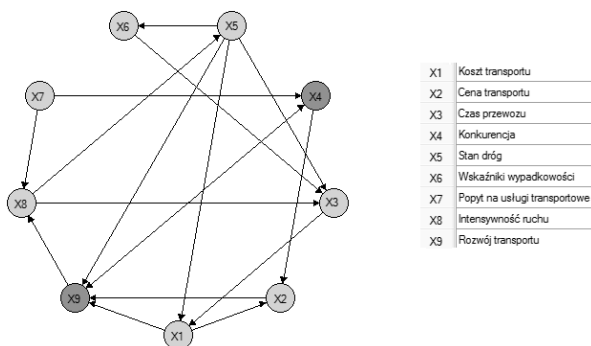 X6
X5
X7
X4
X8
X3
X9
X2
X1
X1 Koszt transportu
X2 Cena transportu
X3 Czas przewozu
X4 Konkurencja
X5 Stan dróg
X6 Wskaźniki wypadkowości
X7 Popyt na usługi transportowe
X8 Intensywność ruchu
X9 Rozwój transportu